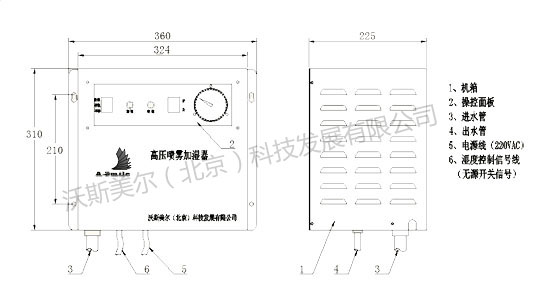 360
324
225
310
210
高压喷雾加湿器
沃斯美尔（北京）科技发展有限公司
沃斯美尔（北京）科技发展有限公司
2
3
6
5
1
4
3
1、机箱
2、操控面板
3、进水管
4、出水管
5、电源线（220VAC）
6、湿度控制信号线
（无源开关信号）